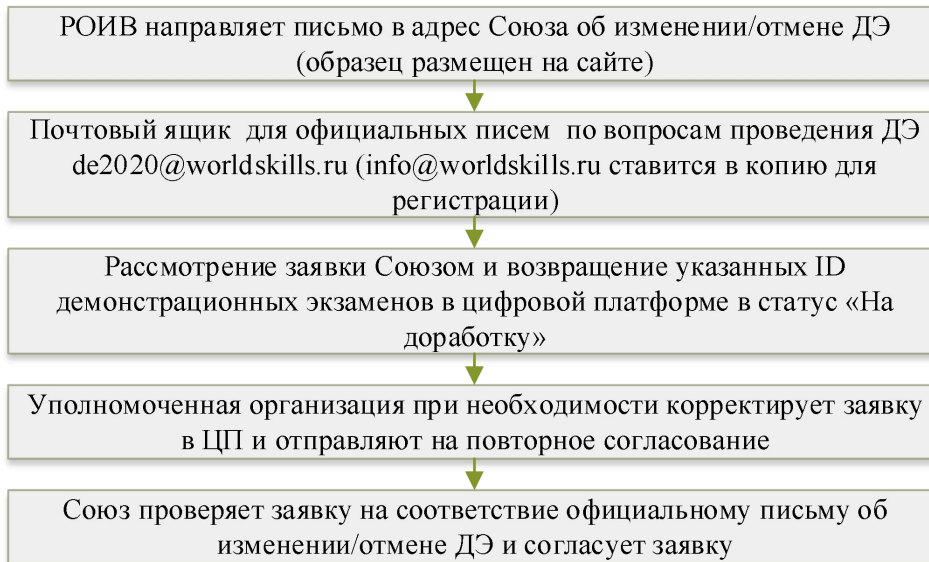 РОИВ направляет письмо в адрес Союза об изменении/отмене ДЭ
(образец размещен на сайте)
Почтовый ящик для официальных писем по вопросам проведения ДЭ
de2020@worldskills.ru (info@worldskills.ru ставится в копию для
регистрации)
Рассмотрение заявки Союзом и возвращение указанных ID
демонстрационных экзаменов в цифровой платформе в статус «На
доработку»
Уполномоченная организация при необходимости корректирует заявку
в ЦП и отправляют на повторное согласование
Союз проверяет заявку на соответствие официальному письму об
изменении/отмене ДЭ и согласует заявку